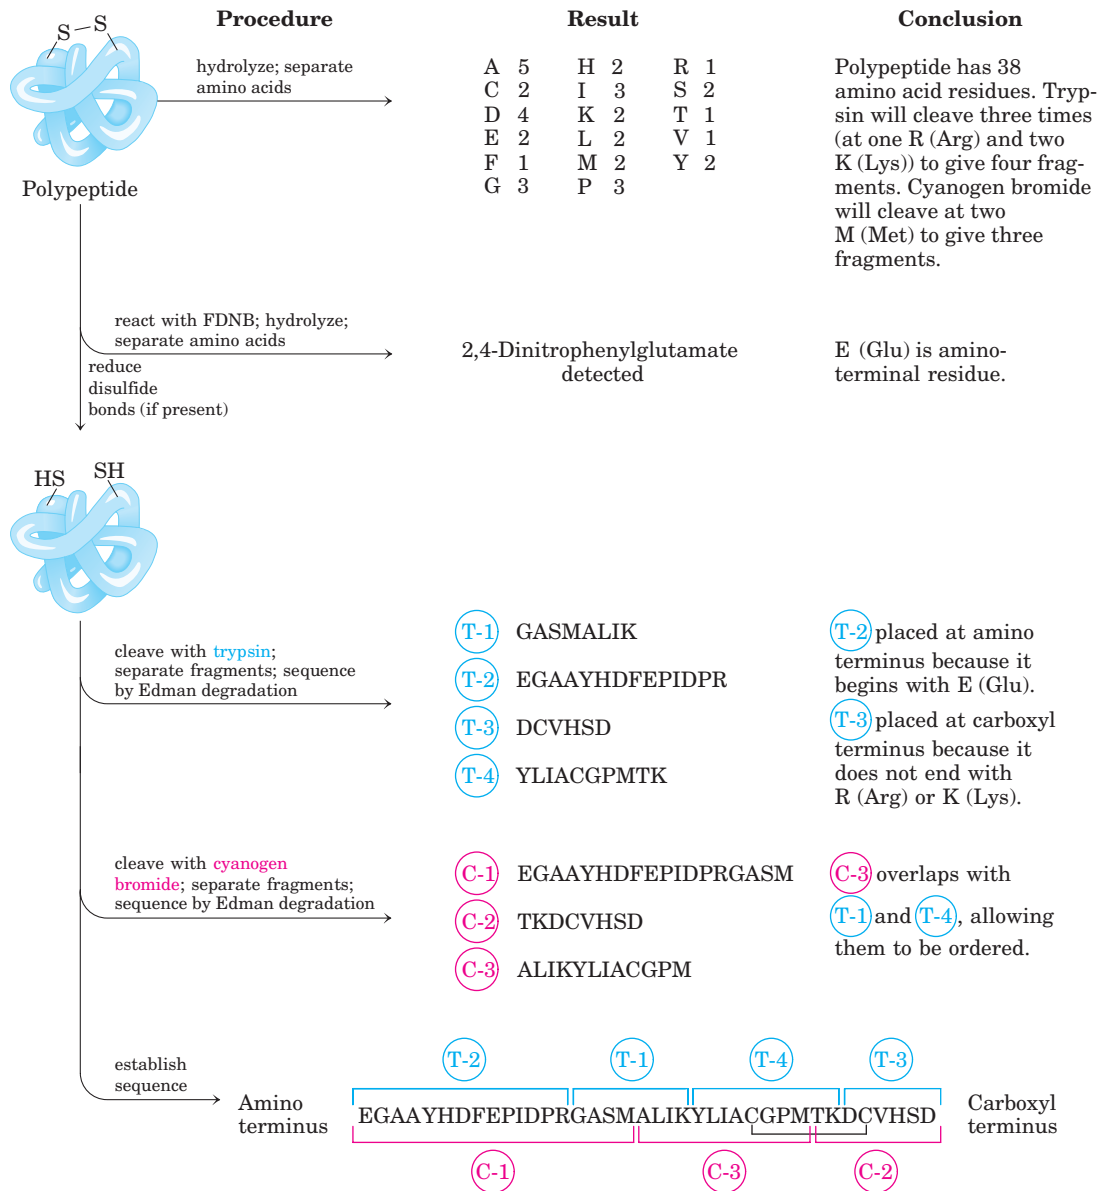 Procedure
Result
Conclusion
S S
Polypeptide
hydrolyze; separate
amino acids
A 5 H 2 R 1
C 2 I 3 S 2
D 4 K 2 T 1
E 2 L 2 V 1
F 1 M 2 Y 2
G 3 P 3
Polypeptide has 38
amino acid residues. Tryp-
sin will cleave three times
(at one R (Arg) and two
K (Lys)) to give four frag-
ments. Cyanogen bromide
will cleave at two
M (Met) to give three
fragments.
react with FDNB; hydrolyze;
separate amino acids
2,4-Dinitrophenylglutamate
detected
E (Glu) is amino-
terminal residue.
reduce
disulfide
bonds (if present)
HS SH
cleave with trypsin;
separate fragments; sequence
by Edman degradation
T-1 GASMALIK
T-2 EGAAYHDFEPIDPR
T-3 DCVHSD
T-4 YLIACGPMTK
T-2 placed at amino
terminus because it
begins with E (Glu).
T-3 placed at carboxyl
terminus because it
does not end with
R (Arg) or K (Lys).
cleave with cyanogen
bromide; separate fragments;
sequence by Edman degradation
C-1 EGAAYHDFEPIDPRGASM
C-2 TKDCVHSD
C-3 ALIKYLIACGPM
C-3 overlaps with
T-1 and T-4, allowing
them to be ordered.
establish
sequence
T-2 T-1 T-4 T-3
Amino
terminus
EGAAYHDFEPIDPRGASMALIKYLIACGPMTKDCVHSD
Carboxyl
terminus
C-1 C-3 C-2